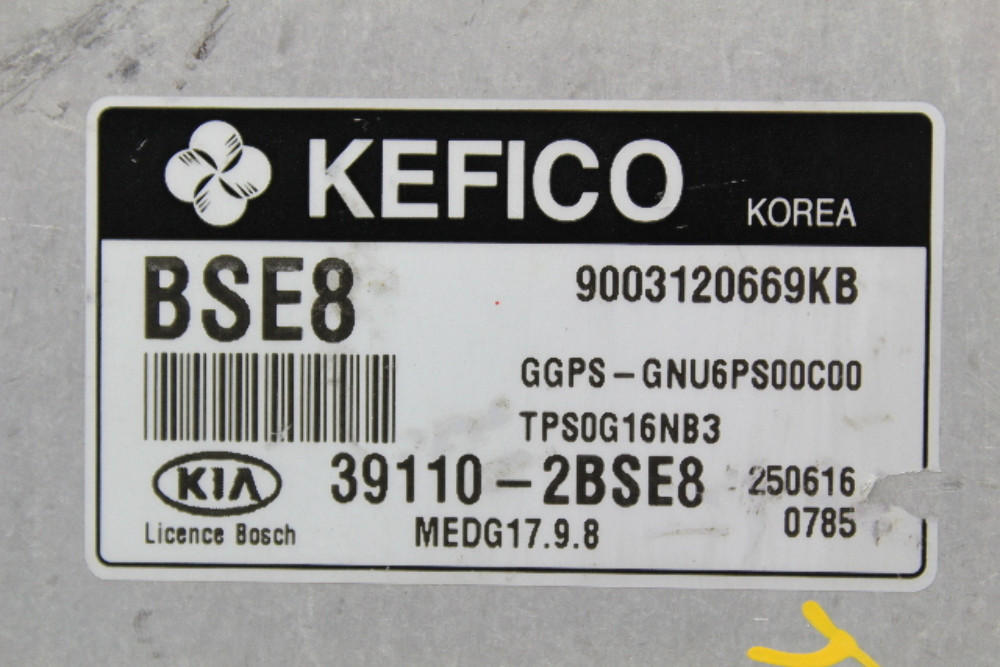 KEFICO KOREA
BSE8 9003120669KB
GGPS-GNU6PS00C00
TPS0G16NB3
KIA 39110-2BSE8 250616
Licence Bosch MEDG17.9.8 0785